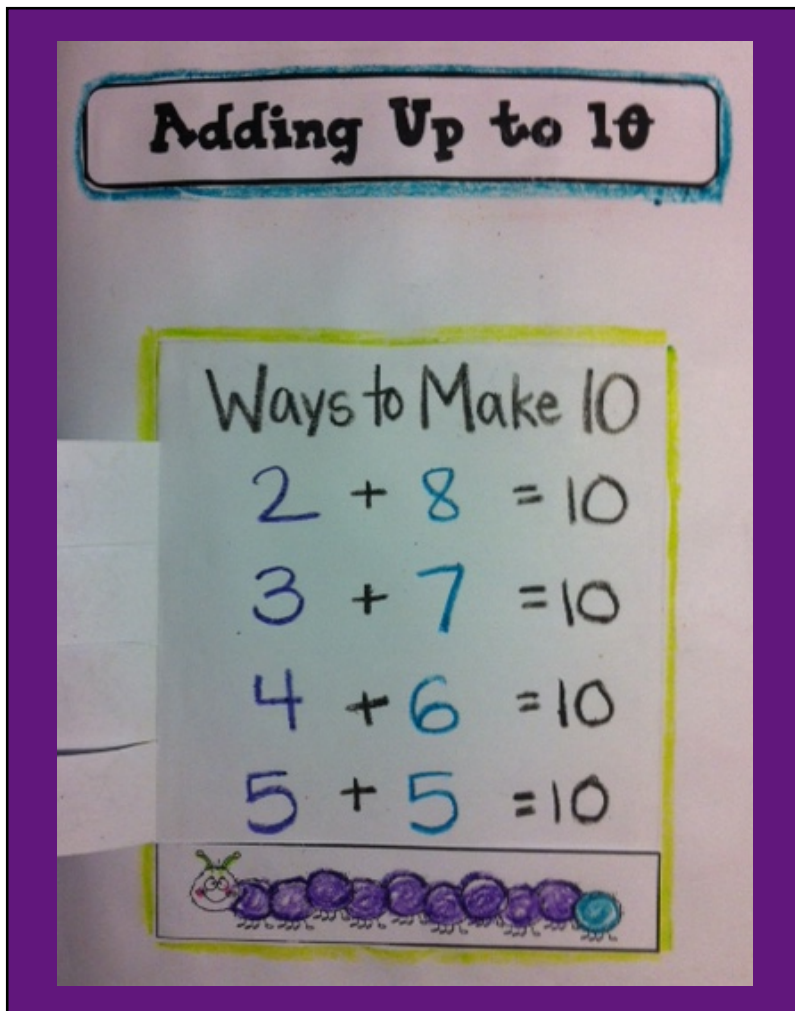 Adding Up to 10
Ways to Make 10
2 + 8 = 10
3 + 7 = 10
4 + 6 = 10
5 + 5 = 10